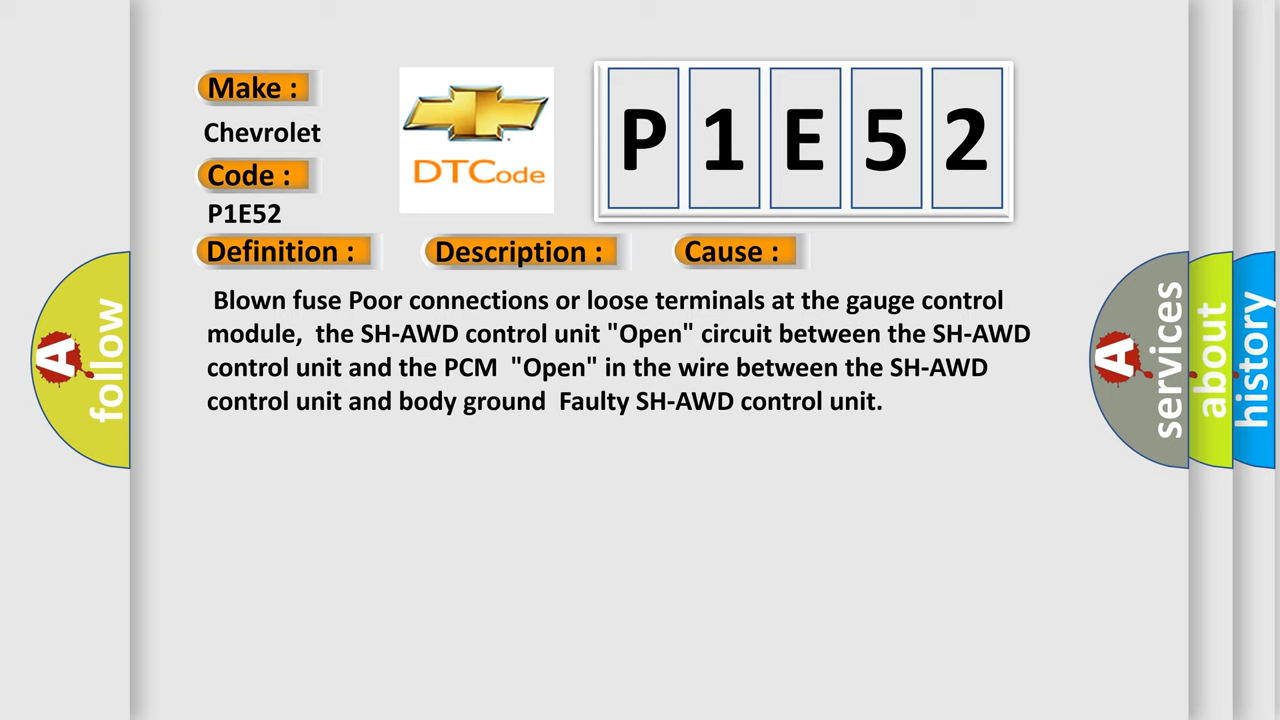 Make :
Chevrolet
Code :
P1E52
DTCode
P1E52
Definition :
Description :
Cause :
Blown fuse Poor connections or loose terminals at the gauge control
module,  the SH-AWD control unit "Open" circuit between the SH-AWD
control unit and the PCM  "Open" in the wire between the SH-AWD
control unit and body ground  Faulty SH-AWD control unit.
A follow
A services
about
history